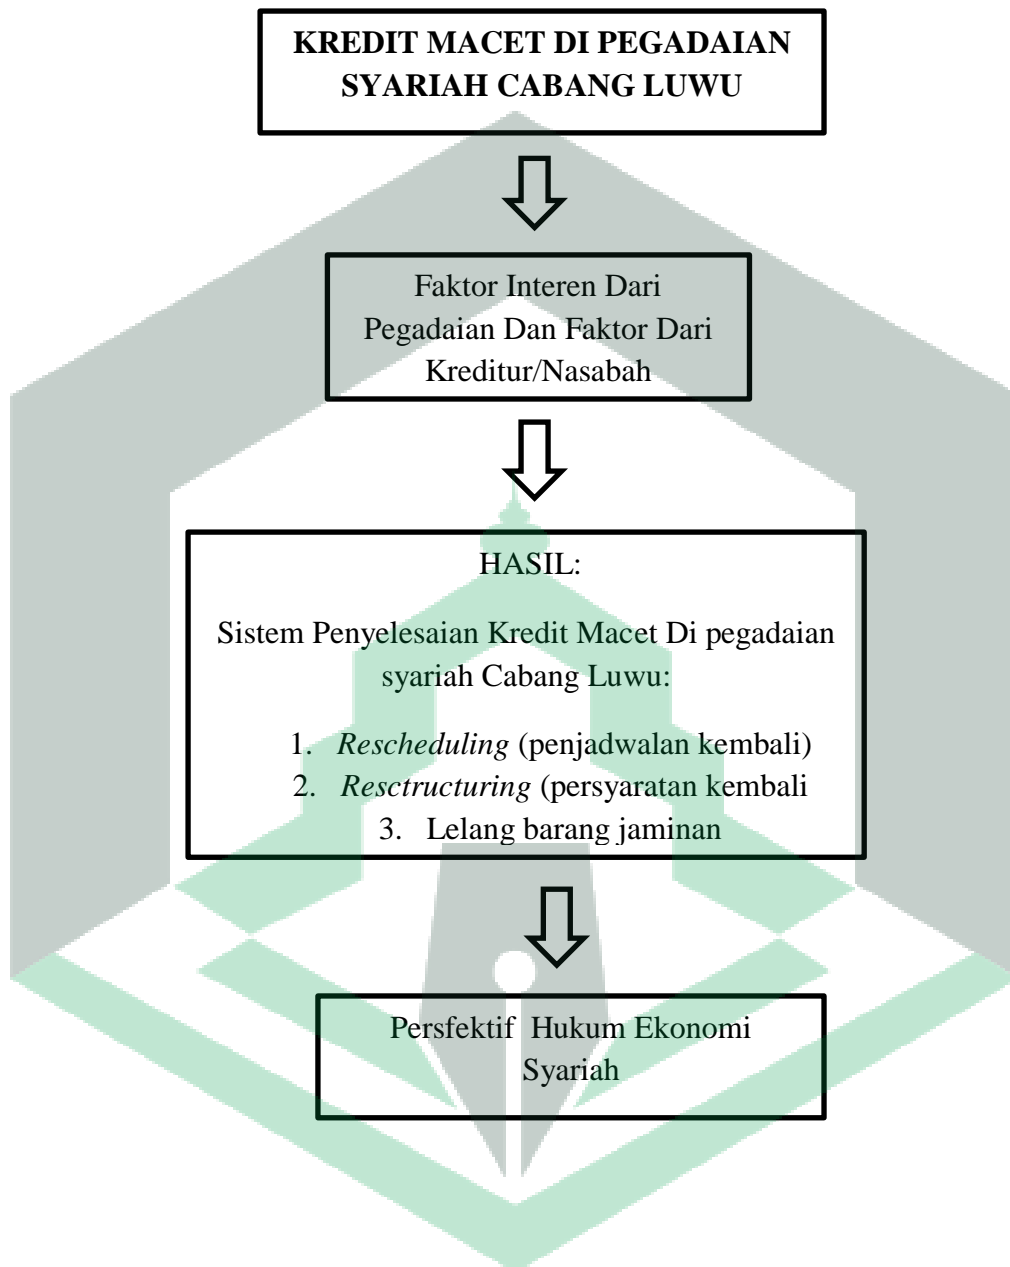 KREDIT MACET DI PEGADAIAN
SYARIAH CABANG LUWU
Faktor Interen Dari
Pegadaian Dan Faktor Dari
Kreditur/Nasabah
HASIL:
Sistem Penyelesaian Kredit Macet Di pegadaian
syariah Cabang Luwu:
1. Rescheduling (penjadwalan kembali)
2. Resctructuring (persyaratan kembali
3. Lelang barang jaminan
Persfektif Hukum Ekonomi
Syariah